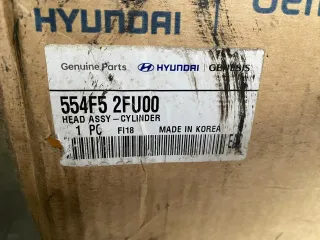 HYUNDAI
Genuine Parts HYUNDAI GENESIS
554F5 2FU00
HEAD ASSY-CYLINDER
1 PC FI18 MADE IN KOREA